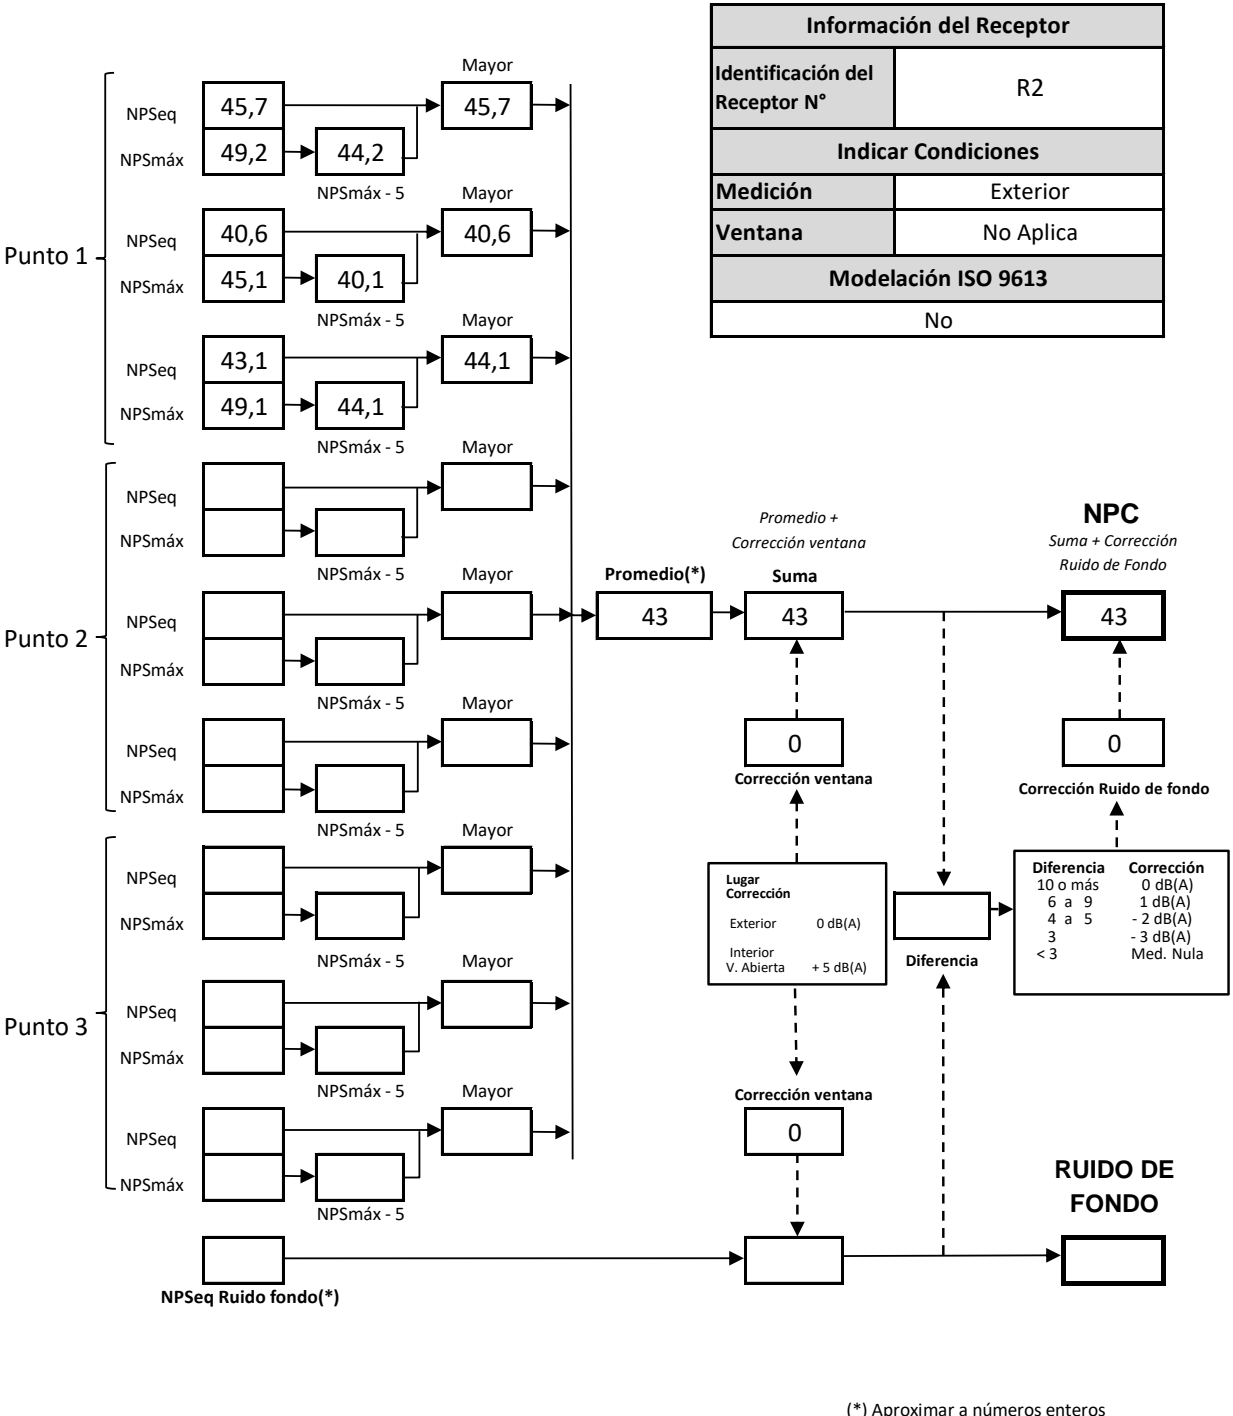 Información del Receptor
Identificación del
Receptor N°
R2
Indicar Condiciones
Medición Exterior
Ventana No Aplica
Modelación ISO 9613
No
Punto 1
Mayor
NPSeq 45,7 45,7
NPSmáx 49,2 44,2
NPSmáx - 5 Mayor
NPSeq 40,6 40,6
NPSmáx 45,1 40,1
NPSmáx - 5 Mayor
NPSeq 43,1 44,1
NPSmáx 49,1 44,1
NPSmáx - 5 Mayor
Punto 2
NPSeq
NPSmáx
NPSmáx - 5 Mayor
NPSeq
NPSmáx
NPSmáx - 5 Mayor
NPSeq
NPSmáx
NPSmáx - 5 Mayor
Punto 3
NPSeq
NPSmáx
NPSmáx - 5 Mayor
NPSeq
NPSmáx
NPSmáx - 5 Mayor
NPSeq
NPSmáx
NPSmáx - 5
NPSeq Ruido fondo(*)
Promedio(*)
43
Promedio +
Corrección ventana
Suma
43
0
Corrección ventana
Lugar
Corrección
Exterior 0 dB(A)
Interior
V. Abierta + 5 dB(A)
Corrección ventana
0
Diferencia
NPC
Suma + Corrección
Ruido de Fondo
43
0
Corrección Ruido de fondo
Diferencia Corrección
10 o más 0 dB(A)
6 a 9 1 dB(A)
4 a 5 - 2 dB(A)
3 - 3 dB(A)
< 3 Med. Nula
RUIDO DE
FONDO
(*) Aproximar a números enteros